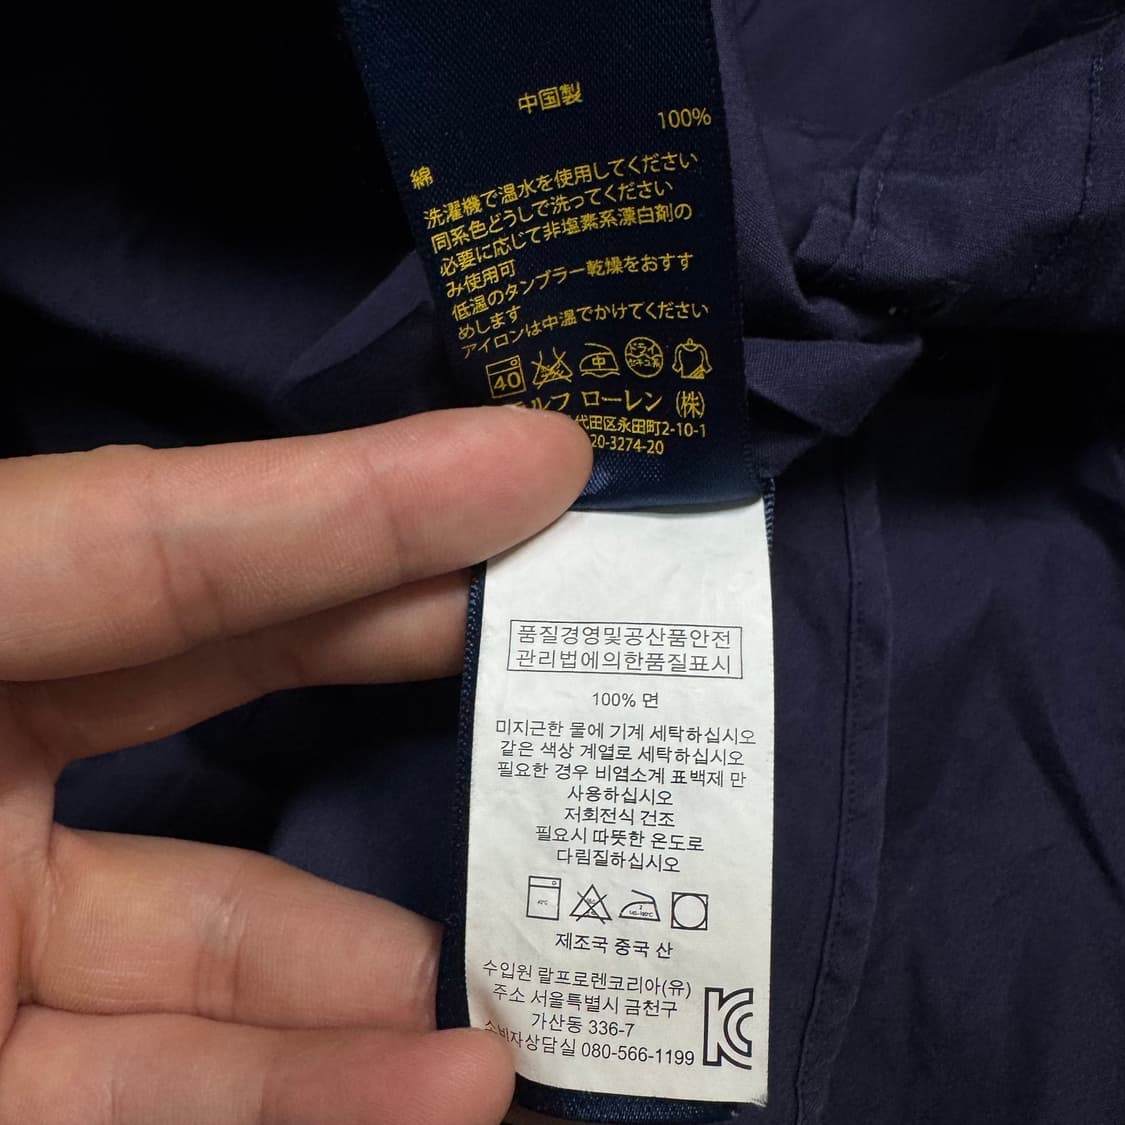 中国製
100%
綿
洗濯機で温水を使用してください
同系色どうしで洗ってください
必要に応じて非塩素系漂白剤の
み使用可
低温のタンブラー乾燥をおすす
めします
アイロンは中温でかけてください
40 中 ドライ セキユ系
ルフ ローレン (株)
代田区永田町2-10-1
20-3274-20
품질경영및공산품안전
관리법에의한품질표시
100% 면
미지근한 물에 기계 세탁하십시오
같은 색상 계열로 세탁하십시오
필요한 경우 비염소계 표백제 만
사용하십시오
저회전식 건조
필요시 따뜻한 온도로
다림질하십시오
제조국 중국 산
수입원 랄프로렌코리아(유)
주소 서울특별시 금천구
가산동 336-7
소비자상담실 080-566-1199